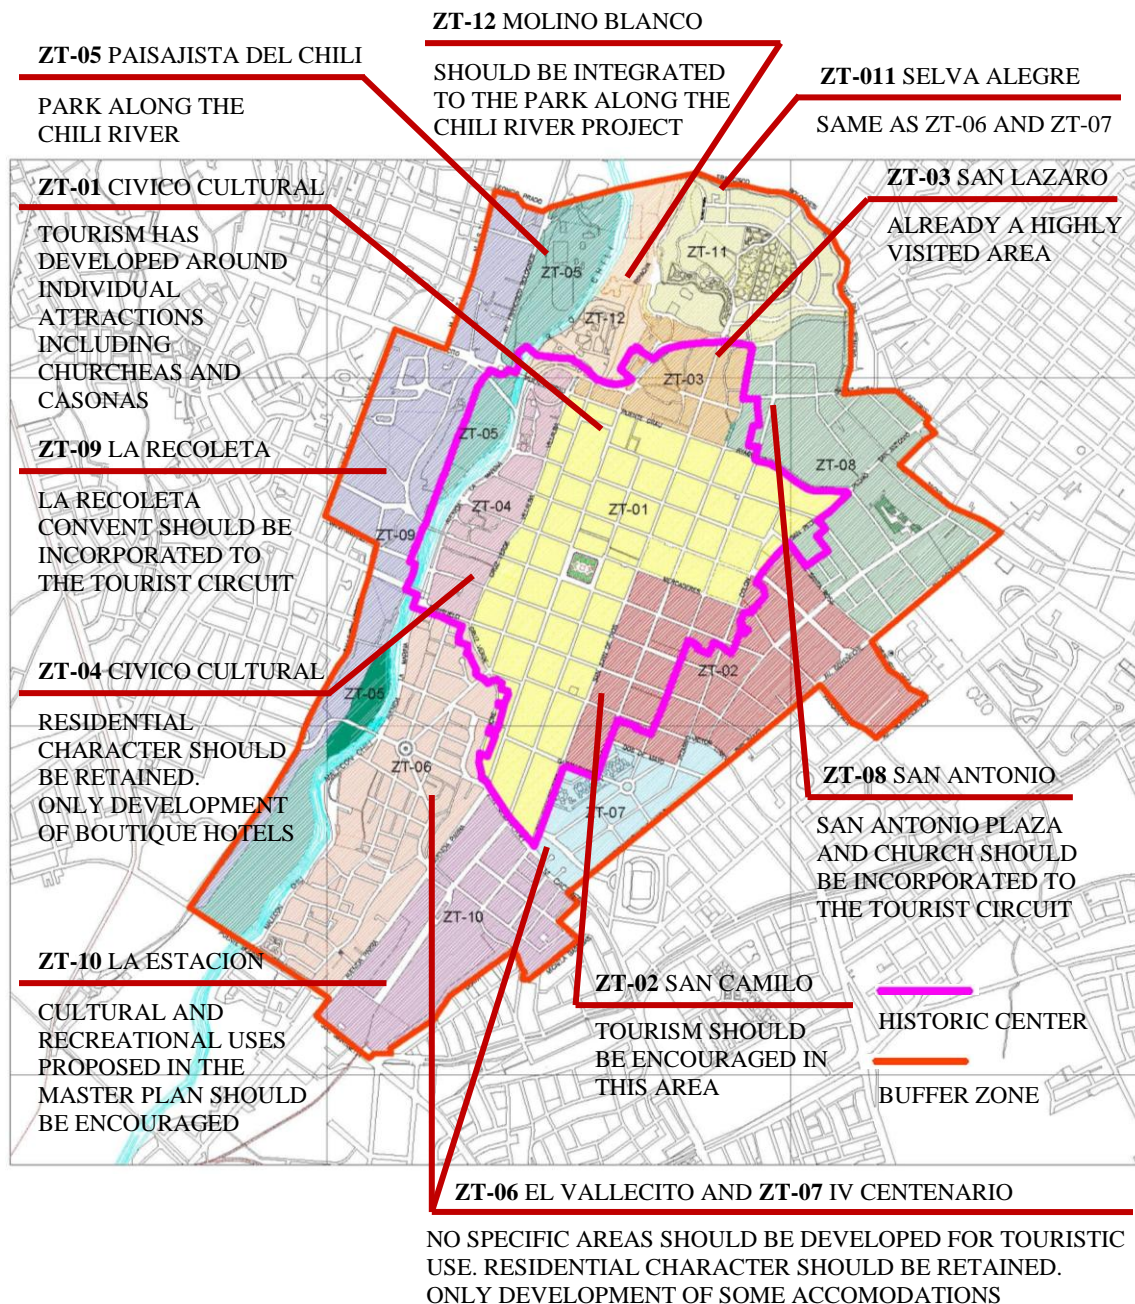 ZT-12 MOLINO BLANCO
SHOULD BE INTEGRATED
TO THE PARK ALONG THE
CHILI RIVER PROJECT
ZT-05 PAISAJISTA DEL CHILI
PARK ALONG THE
CHILI RIVER
ZT-011 SELVA ALEGRE
SAME AS ZT-06 AND ZT-07
ZT-01 CIVICO CULTURAL
TOURISM HAS
DEVELOPED AROUND
INDIVIDUAL
ATTRACTIONS
INCLUDING
CHURCHEAS AND
CASONAS
ZT-03 SAN LAZARO
ALREADY A HIGHLY
VISITED AREA
ZT-09 LA RECOLETA
LA RECOLETA
CONVENT SHOULD BE
INCORPORATED TO
THE TOURIST CIRCUIT
ZT-04 CIVICO CULTURAL
RESIDENTIAL
CHARACTER SHOULD
BE RETAINED.
ONLY DEVELOPMENT
OF BOUTIQUE HOTELS
ZT-10 LA ESTACION
CULTURAL AND
RECREATIONAL USES
PROPOSED IN THE
MASTER PLAN SHOULD
BE ENCOURAGED
ZT-05
ZT-11
ZT-12
CHILI
ZT-03
PUENTE GRAU
ZT-05
ZT-08
ZT-04
ZT-01
ZT-09
MERCADERES
ZT-02
ZT-05
ZT-06
ZT-07
ZT-10
ZT-08 SAN ANTONIO
SAN ANTONIO PLAZA
AND CHURCH SHOULD
BE INCORPORATED TO
THE TOURIST CIRCUIT
ZT-02 SAN CAMILO
TOURISM SHOULD
BE ENCOURAGED IN
THIS AREA
HISTORIC CENTER
BUFFER ZONE
ZT-06 EL VALLECITO AND ZT-07 IV CENTENARIO
NO SPECIFIC AREAS SHOULD BE DEVELOPED FOR TOURISTIC
USE. RESIDENTIAL CHARACTER SHOULD BE RETAINED.
ONLY DEVELOPMENT OF SOME ACCOMODATIONS